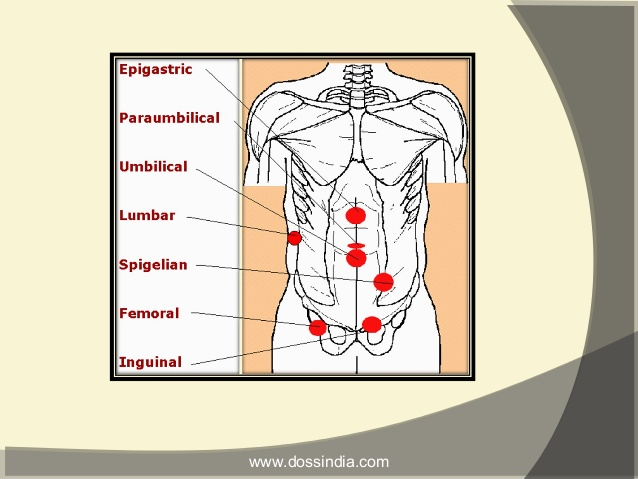 Epigastric
Paraumbilical
Umbilical
Lumbar
Spigelian
Femoral
Inguinal
www.dossindia.com